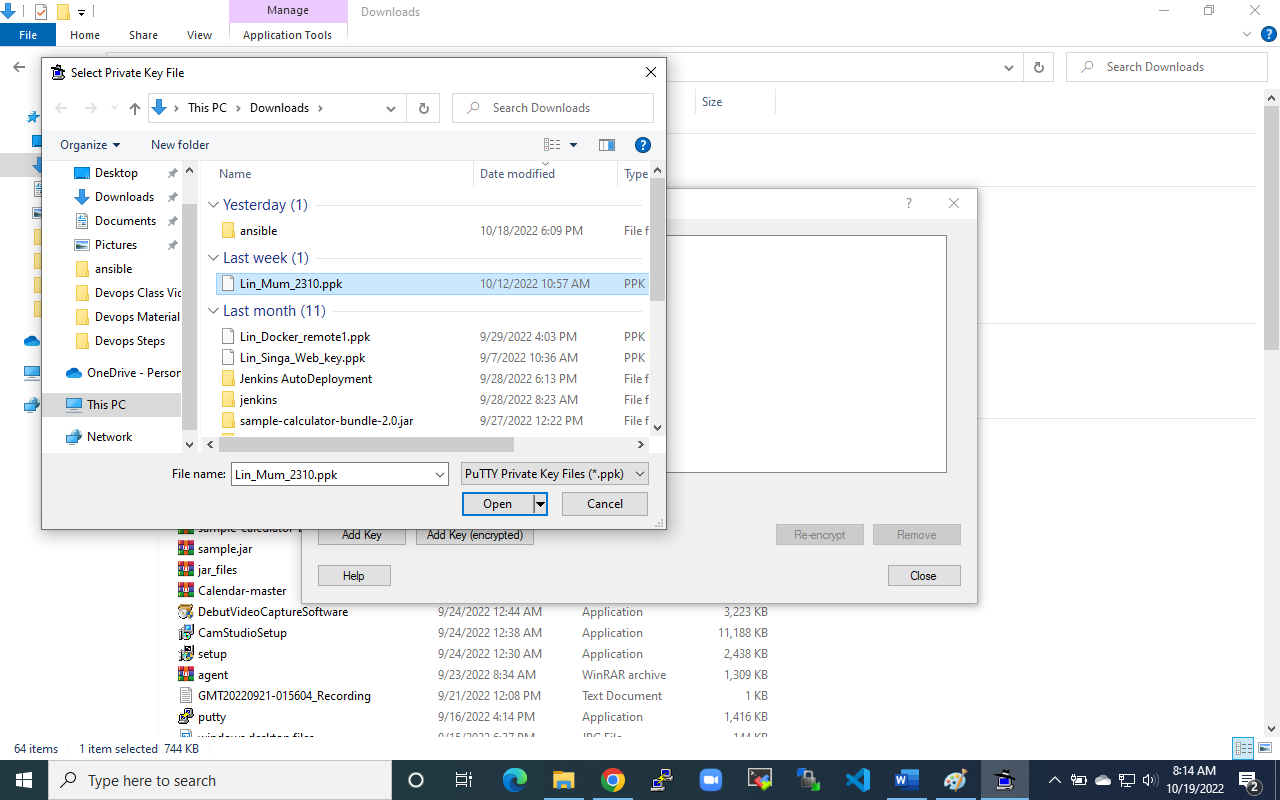 Manage
Downloads
File
Home
Share
View
Application Tools
Search Downloads
Size
Select Private Key File
This PC
Downloads
Search Downloads
Organize
New folder
Name
Date modified
Type
Desktop
Downloads
Documents
Pictures
ansible
Devops Class Vic
Devops Material
Devops Steps
OneDrive - Person
This PC
Network
Yesterday (1)
ansible 10/18/2022 6:09 PM File f
Last week (1)
Lin_Mum_2310.ppk 10/12/2022 10:57 AM PPK
Last month (11)
Lin_Docker_remote1.ppk 9/29/2022 4:03 PM PPK
Lin_Singa_Web_key.ppk 9/7/2022 10:36 AM PPK
Jenkins AutoDeployment 9/28/2022 6:13 PM File f
jenkins 9/28/2022 8:23 AM File f
sample-calculator-bundle-2.0.jar 9/27/2022 12:22 PM File f
File name: Lin_Mum_2310.ppk
PuTTY Private Key Files (*.ppk)
Open
Cancel
?
Add Key
Add Key (encrypted)
Re-encrypt
Remove
Help
Close
sample.jar
jar_files
Calendar-master
DebutVideoCaptureSoftware 9/24/2022 12:44 AM Application 3,223 KB
CamStudioSetup 9/24/2022 12:38 AM Application 11,188 KB
setup 9/24/2022 12:30 AM Application 2,438 KB
agent 9/23/2022 8:34 AM WinRAR archive 1,309 KB
GMT20220921-015604_Recording 9/21/2022 12:08 PM Text Document 1 KB
putty 9/16/2022 4:14 PM Application 1,416 KB
64 items 1 item selected 744 KB
Type here to search
8:14 AM
10/19/2022
2